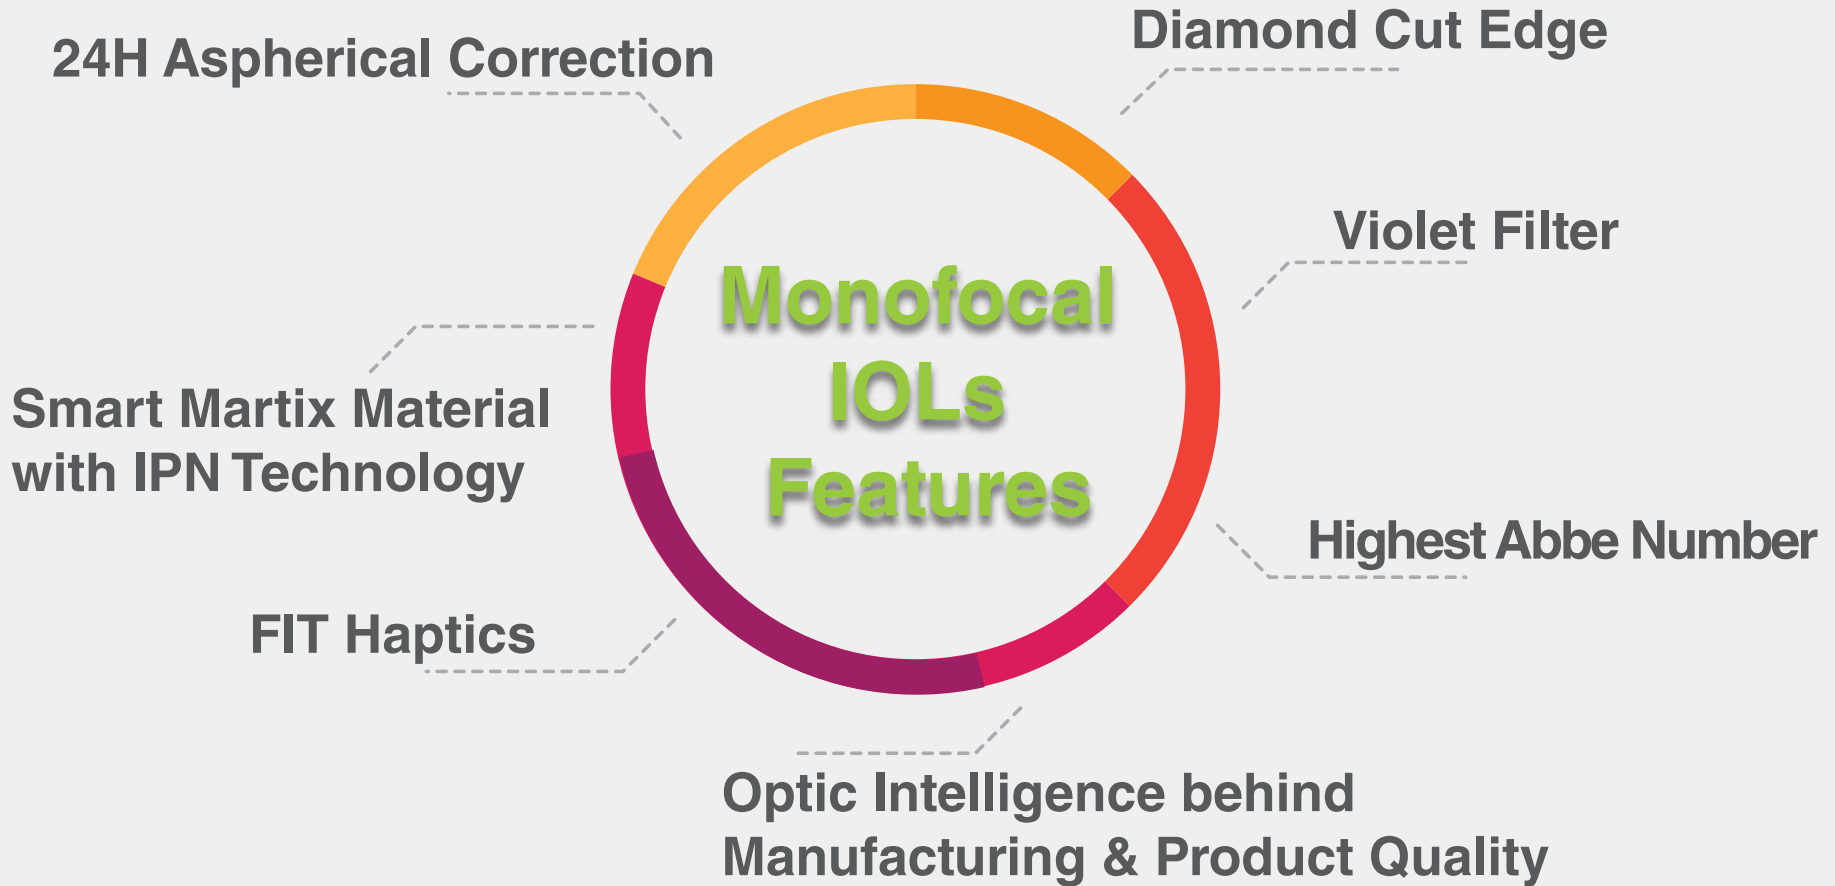 24H Aspherical Correction
Diamond Cut Edge
Violet Filter
Monofocal
IOLs
Features
Smart Martix Material
with IPN Technology
Highest Abbe Number
FIT Haptics
Optic Intelligence behind
Manufacturing & Product Quality